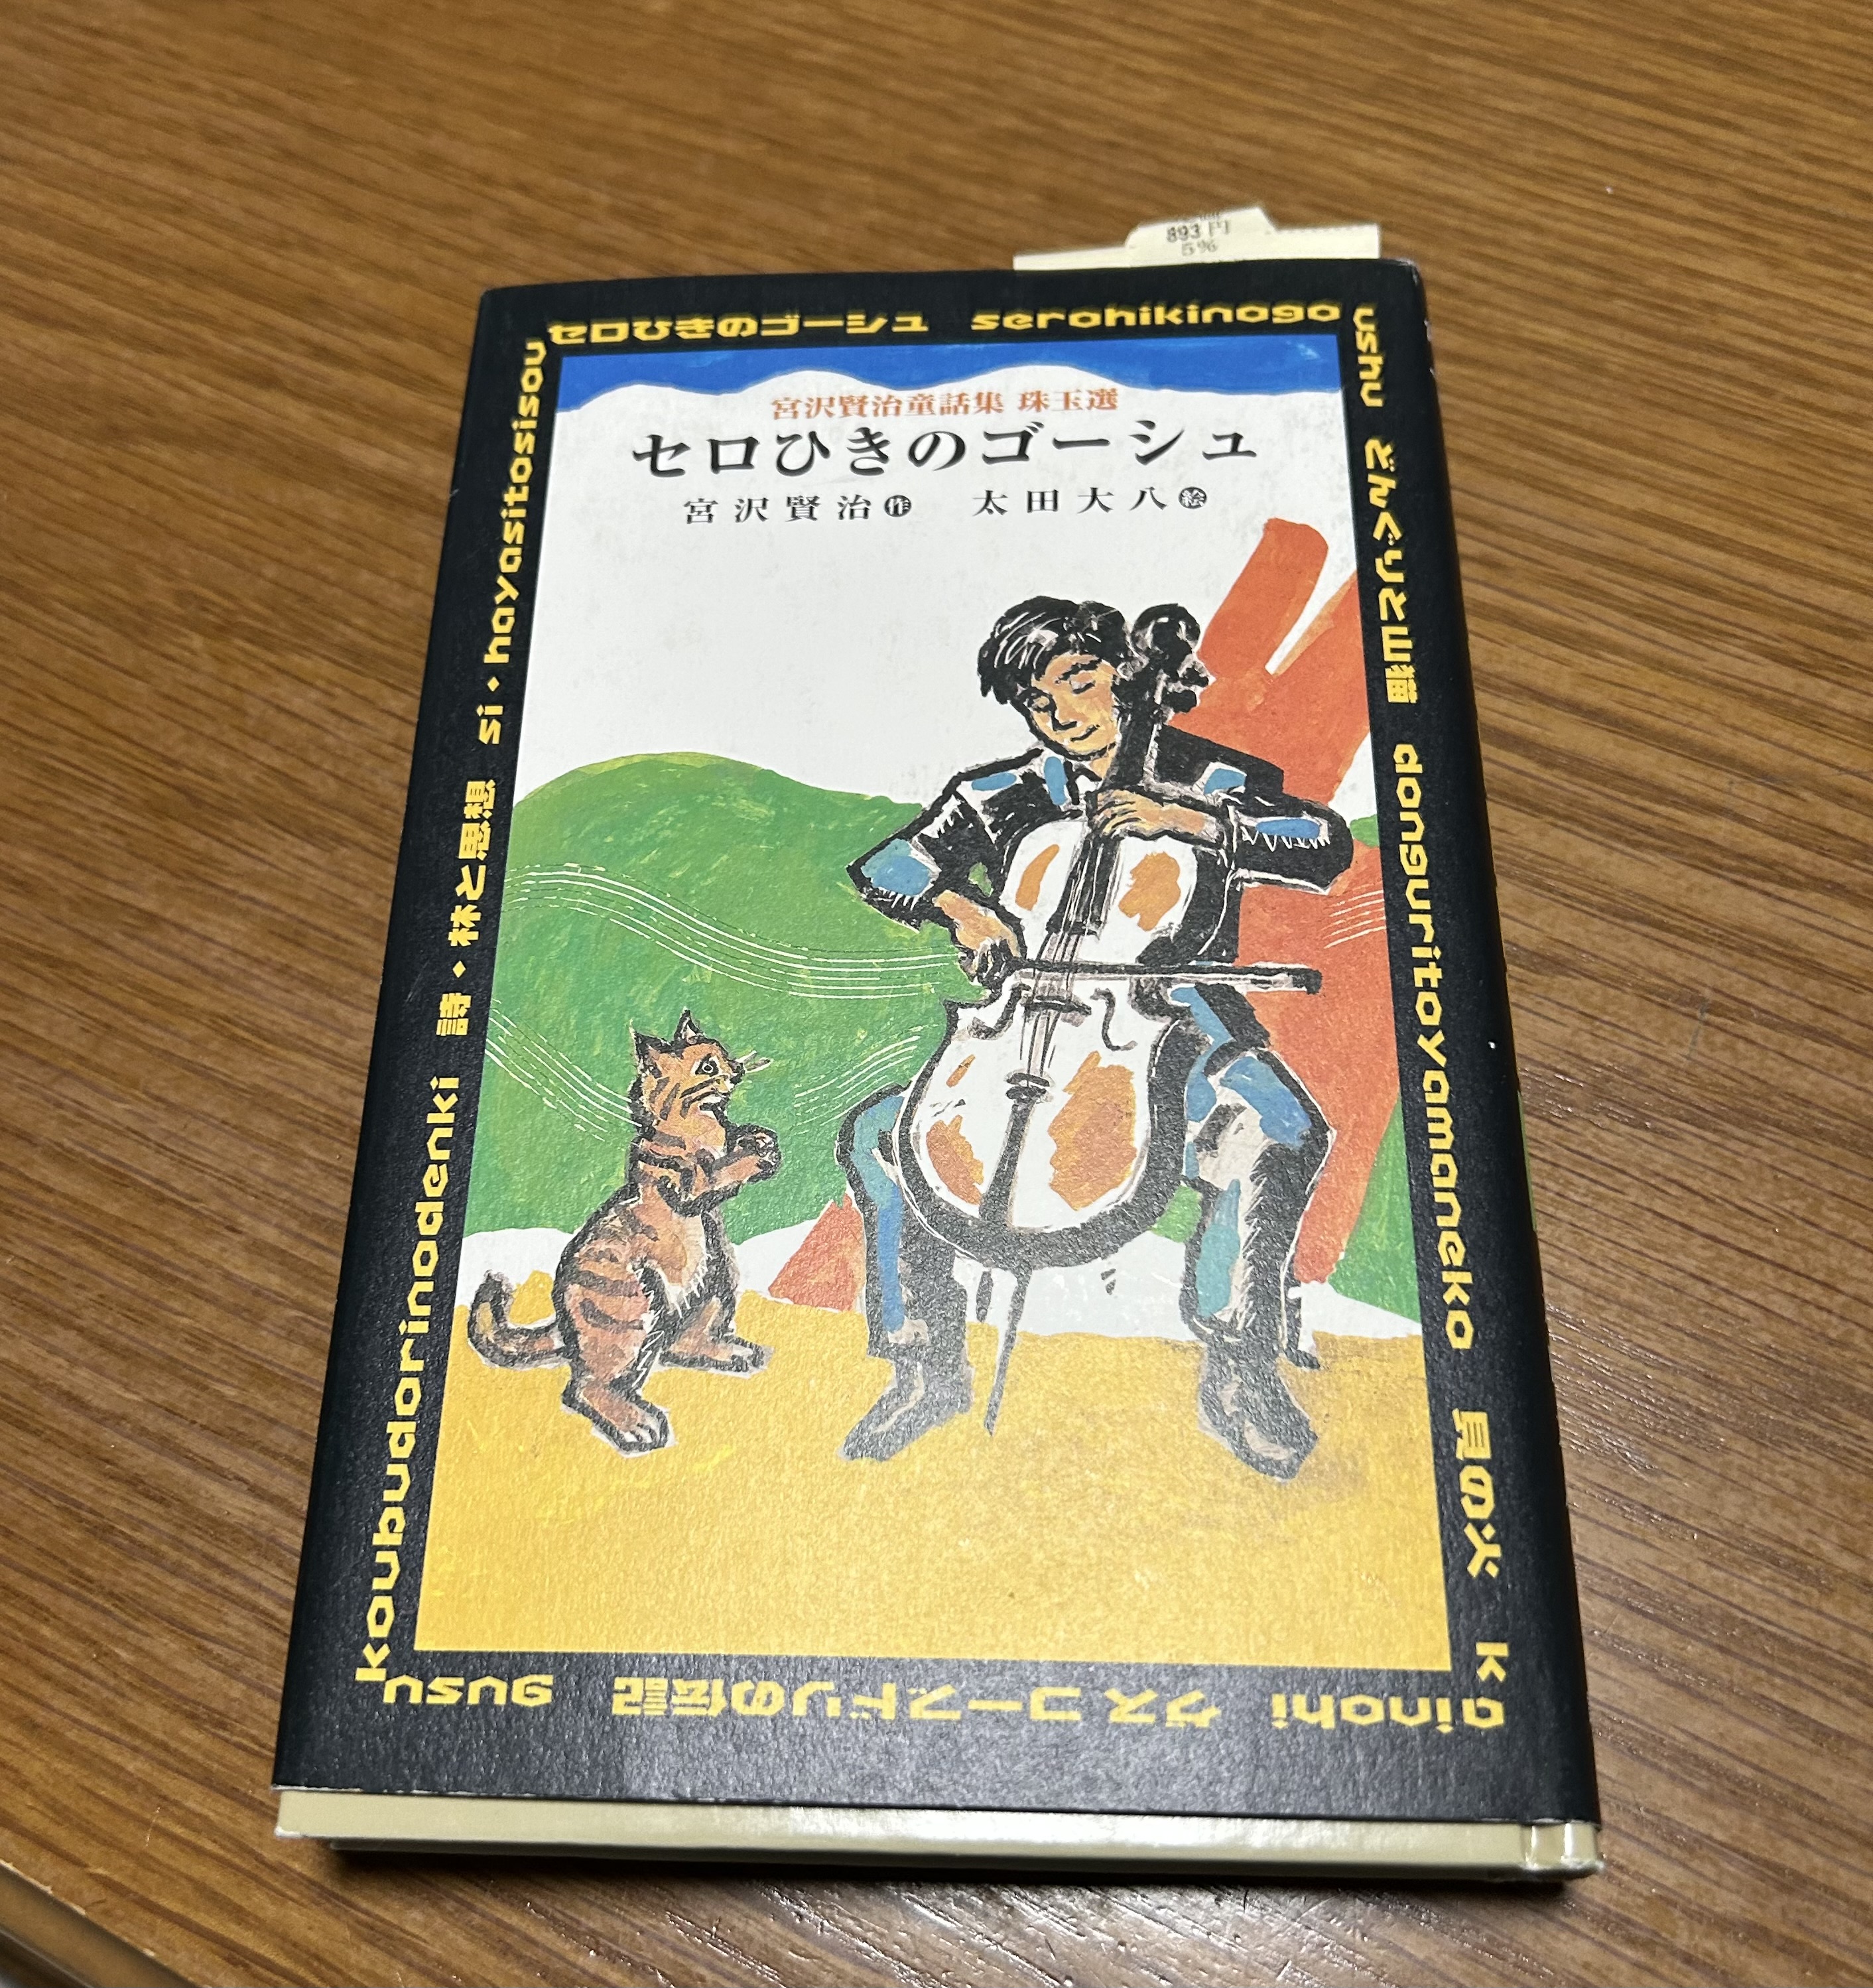 893円
5%
セロひきのゴーシュ serohikinogo
ushu どんぐりと山猫 donguritoyamaneko 貝の火 k
ainohi グスコーブドリの伝記 gusu
koubudorinodenki 詩・林と思想 si・hayasitosisou
宮沢賢治童話集 珠玉選
セロひきのゴーシュ
宮沢賢治作 太田大八絵